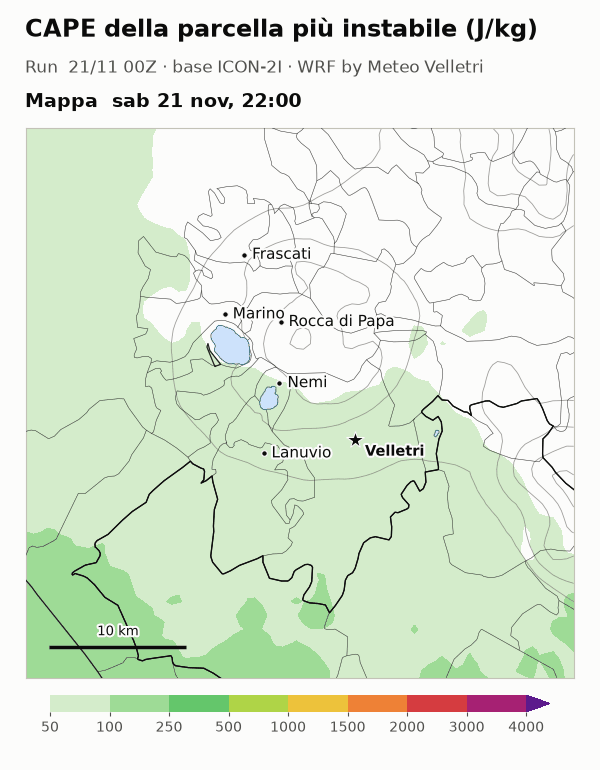 CAPE della parcella più instabile (J/kg)
Run  21/11 00Z · base ICON-2I · WRF by Meteo Velletri
Mappa  sab 21 nov, 22:00
Frascati
Marino
Rocca di Papa
Nemi
Velletri
Lanuvio
10 km
50 100 250 500 1000 1500 2000 3000 4000